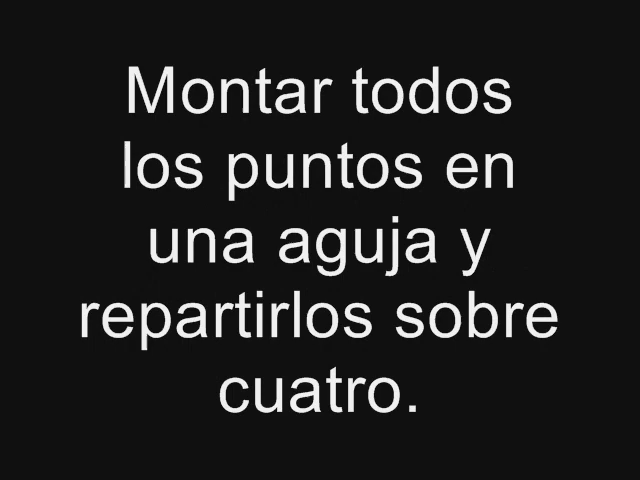 Montar todos
los puntos en
una aguja y
repartirlos sobre
cuatro.